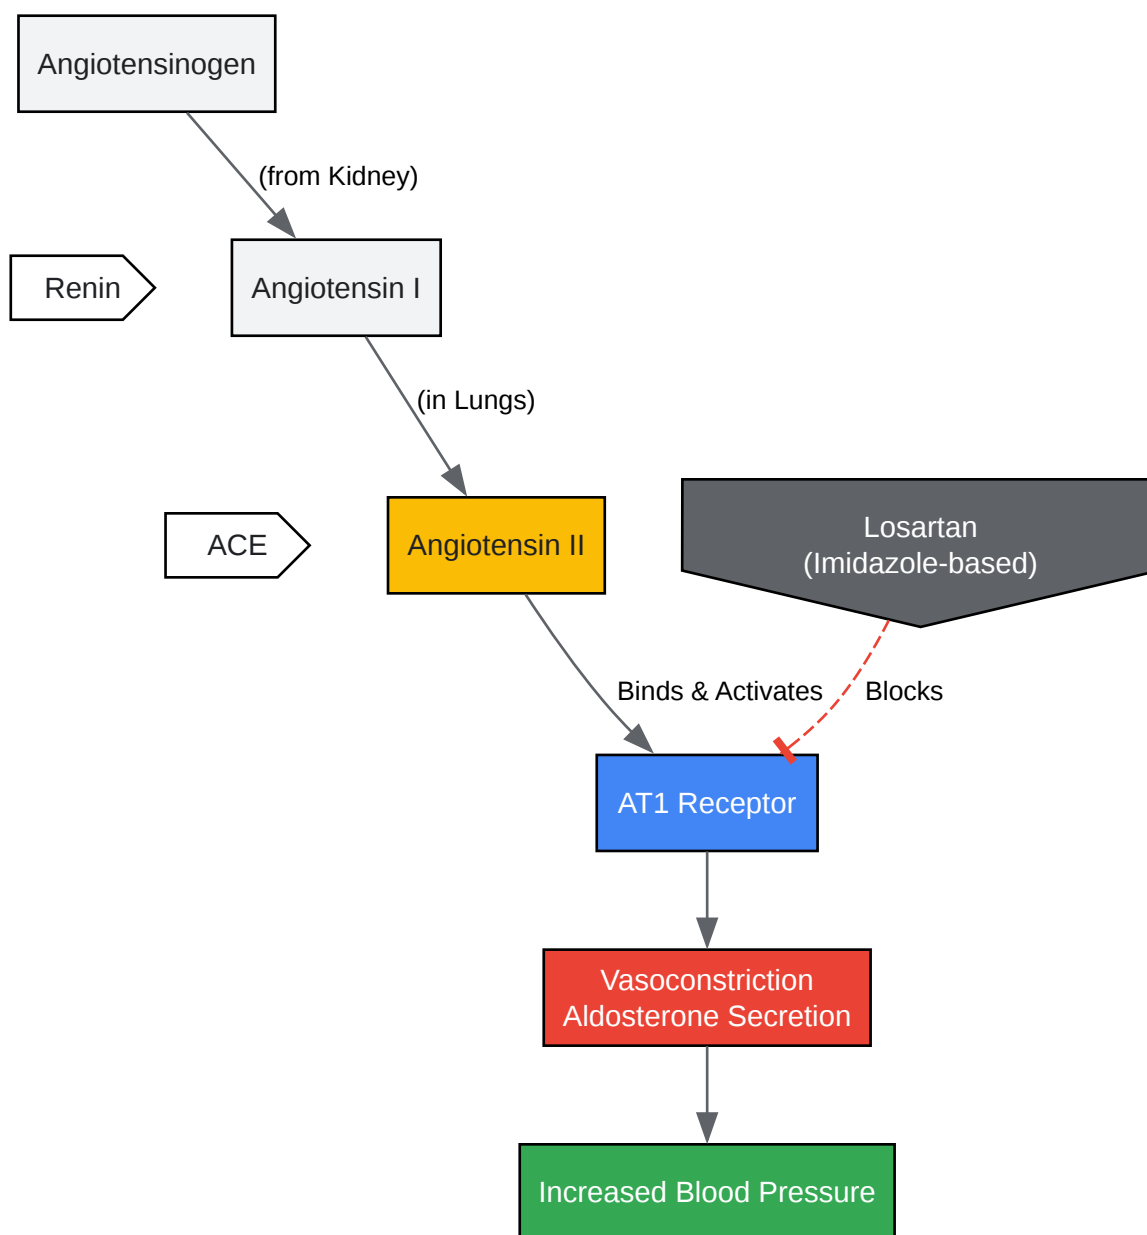 Angiotensinogen
(from Kidney)
Renin
Angiotensin I
(in Lungs)
ACE
Angiotensin II
Losartan
(Imidazole-based)
Binds & Activates
Blocks
AT1 Receptor
Vasoconstriction
Aldosterone Secretion
Increased Blood Pressure